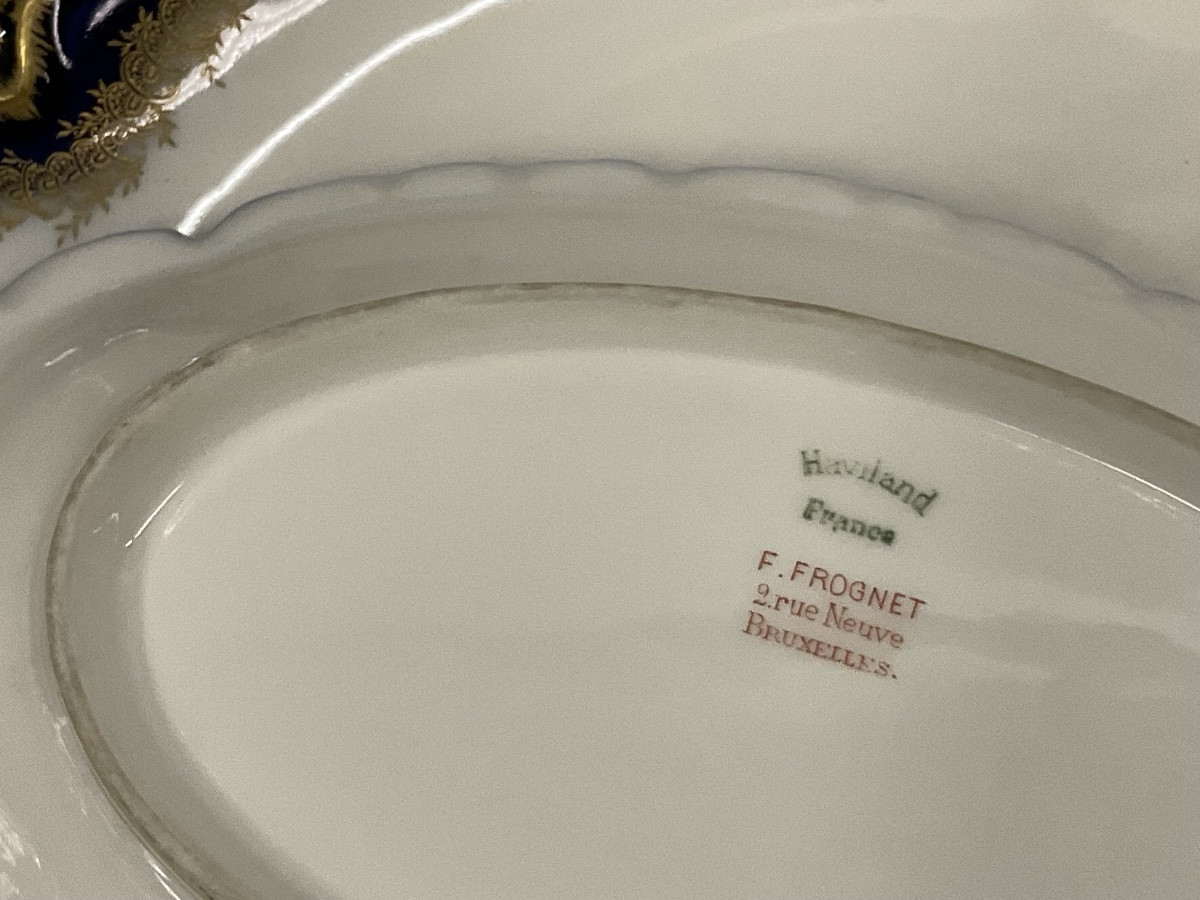 Haviland
France
F. FROGNET
2.rue Neuve
BRUXELLES.